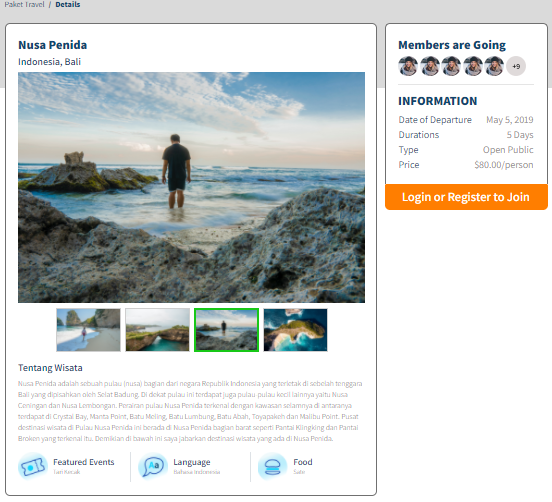 Paket Travel / Details
Nusa Penida
Indonesia, Bali
Tentang Wisata
Nusa Penida adalah sebuah pulau (nusa) bagian dari negara Republik Indonesia yang terletak di sebelah tenggara
Bali yang dipisahkan oleh Selat Badung. Di dekat pulau ini terdapat juga pulau-pulau kecil lainnya yaitu Nusa
Ceningan dan Nusa Lembongan. Perairan pulau Nusa Penida terkenal dengan kawasan selamnya di antaranya
terdapat di Crystal Bay, Manta Point, Batu Meling, Batu Lumbung, Batu Abah, Toyapakeh dan Malibu Point. Pusat
destinasi wisata di Pulau Nusa Penida ini berada di Nusa Penida bagian barat seperti Pantai Klingking dan Pantai
Broken yang terkenal itu. Demikian di bawah ini saya jabarkan destinasi wisata yang ada di Nusa Penida.
Featured Events
Tari Kecak
Language
Bahasa Indonesia
Food
Sate
Members are Going
+9
INFORMATION
Date of Departure May 5, 2019
Durations 5 Days
Type Open Public
Price $80.00/person
Login or Register to Join